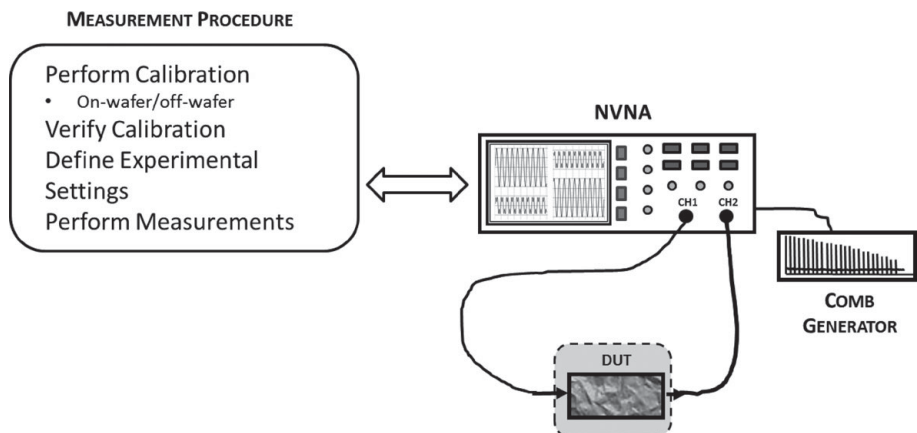 MEASUREMENT PROCEDURE
Perform Calibration
• On-wafer/off-wafer
Verify Calibration
Define Experimental
Settings
Perform Measurements
NVNA
CH1 CH2
COMB
GENERATOR
DUT